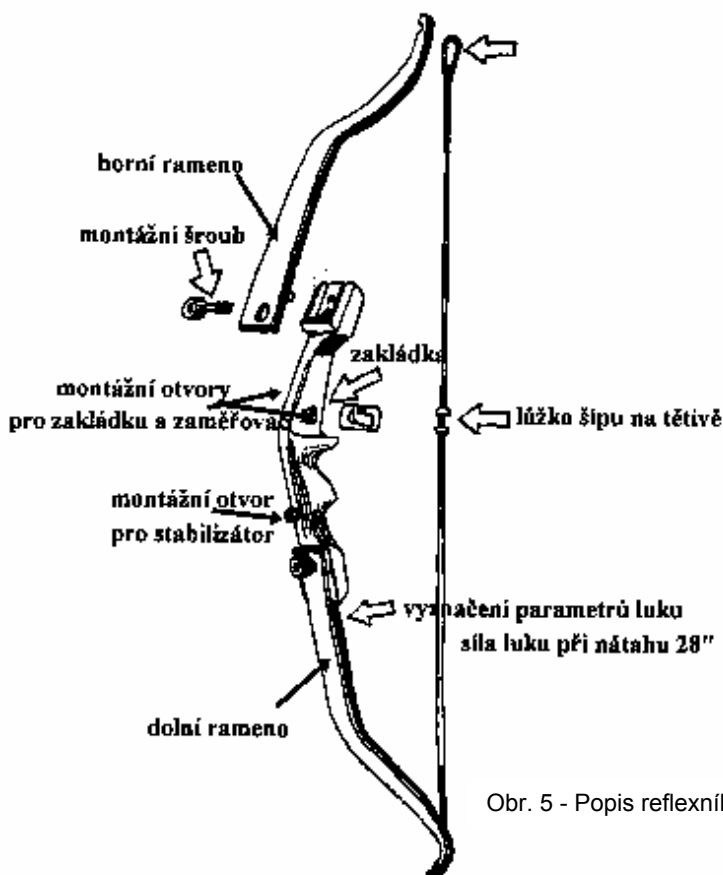 horní rameno
montážní šroub
zakládka
montážní otvory
pro zakládku a zaměřovač
lůžko šípu na tětivě
montážní otvor
pro stabilizátor
vyznačení parametrů luku
síla luku při nátahu 28"
dolní rameno
Obr. 5 - Popis